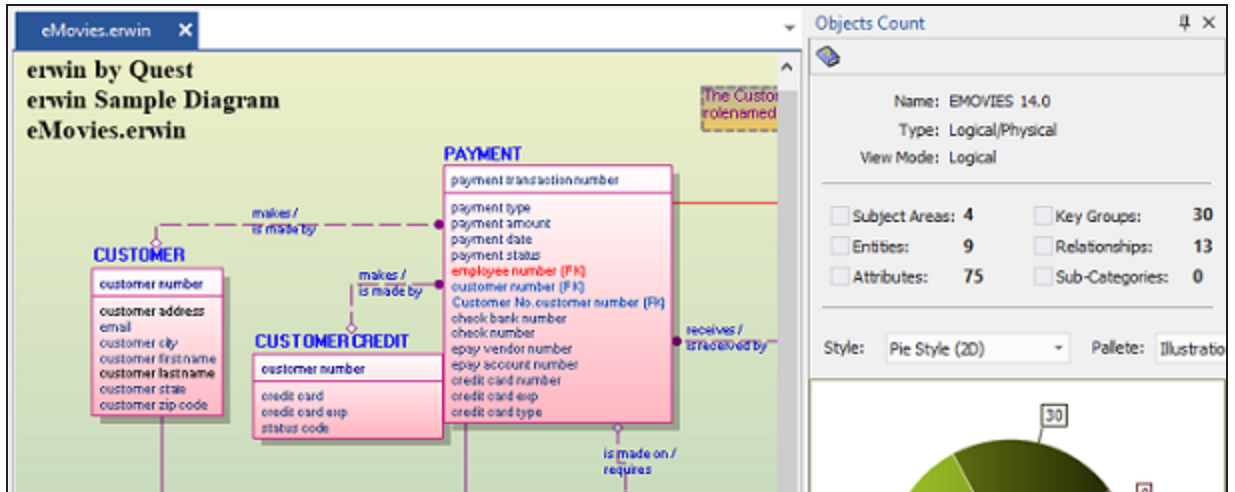 eMovies.erwin
erwin by Quest
erwin Sample Diagram
eMovies.erwin
The Custo
rolenamed
PAYMENT
payment transaction number
payment type
payment amount
payment date
payment status
employee number (FK)
customer number (FK)
Customer No.customer number (FK)
check bank number
check number
epay vendor number
epay account number
credit card number
credit card exp
credit card type
makes /
is made by
CUSTOMER
customer number
customer address
email
customer city
customer first name
customer last name
customer state
customer zip code
makes /
is made by
CUSTOMER CREDIT
customer number
credit card
credit card exp
status code
receives /
is received by
is made on /
requires
Objects Count
Name: EMOVIES 14.0
Type: Logical/Physical
View Mode: Logical
Subject Areas: 4 Key Groups: 30
Entities: 9 Relationships: 13
Attributes: 75 Sub-Categories: 0
Style: Pie Style (2D) Pallete: Illustratio
30